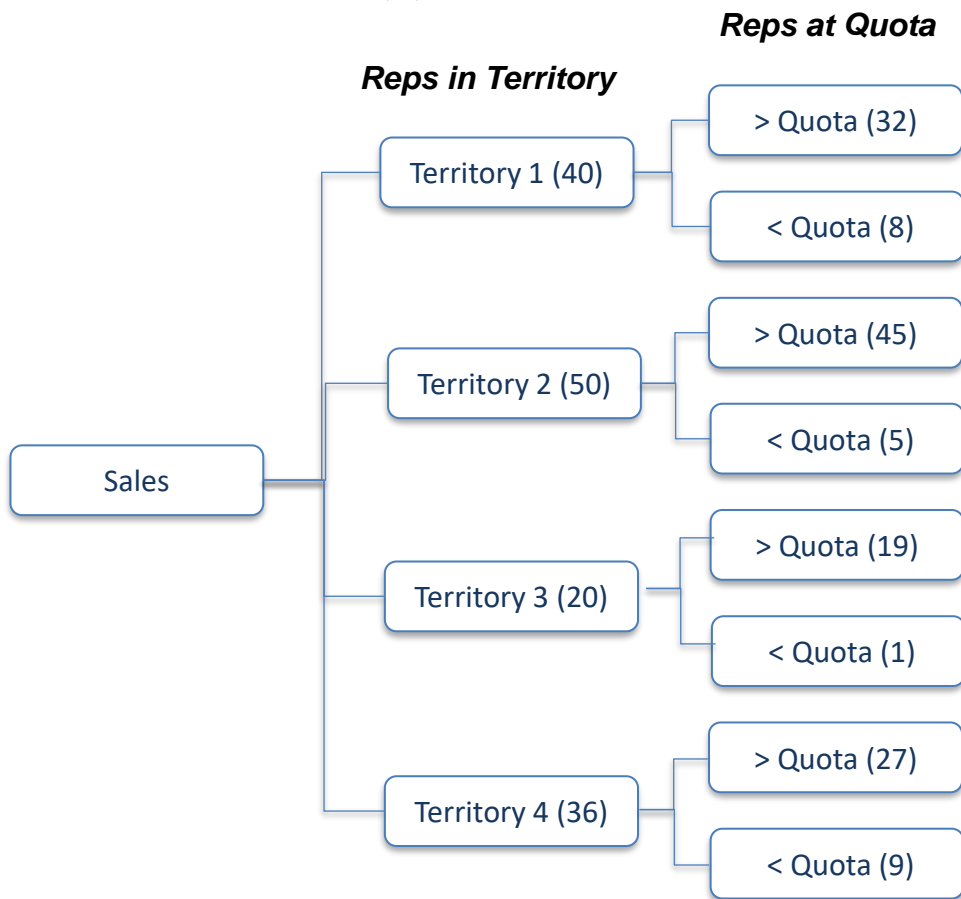 Reps at Quota
Reps in Territory
> Quota (32)
Territory 1 (40)
< Quota (8)
> Quota (45)
Territory 2 (50)
< Quota (5)
Sales
> Quota (19)
Territory 3 (20)
< Quota (1)
> Quota (27)
Territory 4 (36)
< Quota (9)